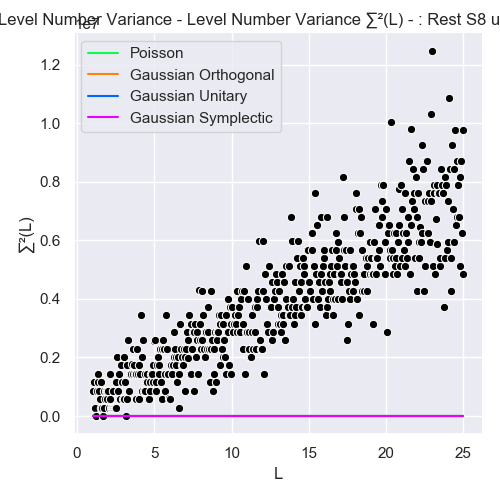 Level Number Variance - Level Number Variance ∑²(L) - : Rest S8 u
1e7
Poisson
Gaussian Orthogonal
Gaussian Unitary
Gaussian Symplectic
1.2
1.0
0.8
0.6
0.4
0.2
0.0
∑²(L)
0 5 10 15 20 25
L